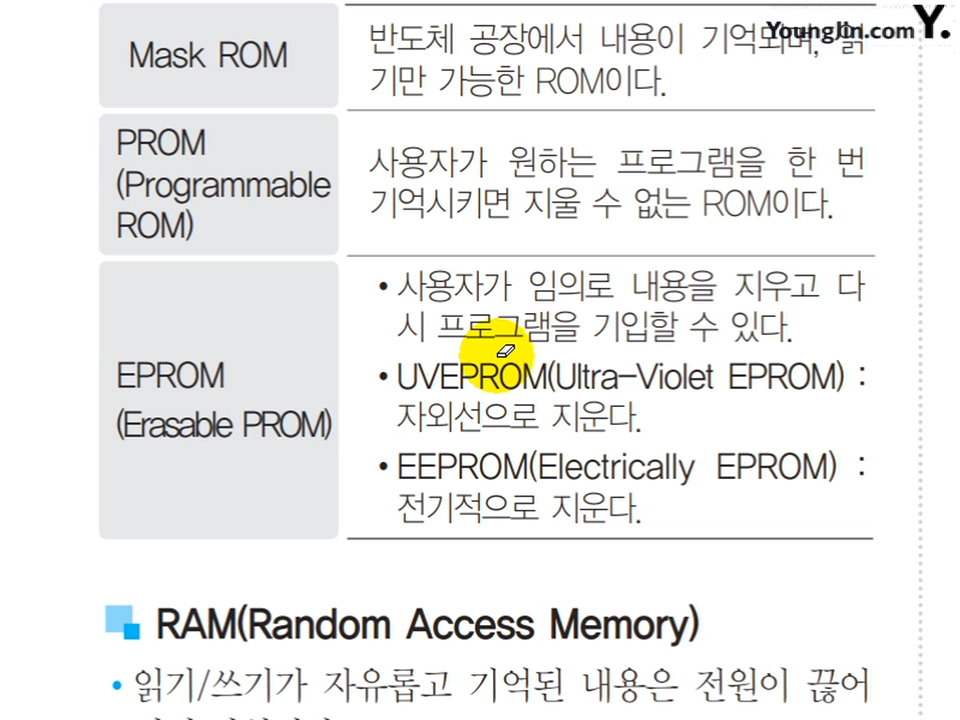 YoungJin.com Y.
Mask ROM
반도체 공장에서 내용이 기억되며, 읽
기만 가능한 ROM이다.
PROM
(Programmable
ROM)
사용자가 원하는 프로그램을 한 번
기억시키면 지울 수 없는 ROM이다.
EPROM
(Erasable PROM)
• 사용자가 임의로 내용을 지우고 다
시 프로그램을 기입할 수 있다.
• UVEPROM(Ultra-Violet EPROM) :
자외선으로 지운다.
• EEPROM(Electrically EPROM) :
전기적으로 지운다.
RAM(Random Access Memory)
• 읽기/쓰기가 자유롭고 기억된 내용은 전원이 끊어